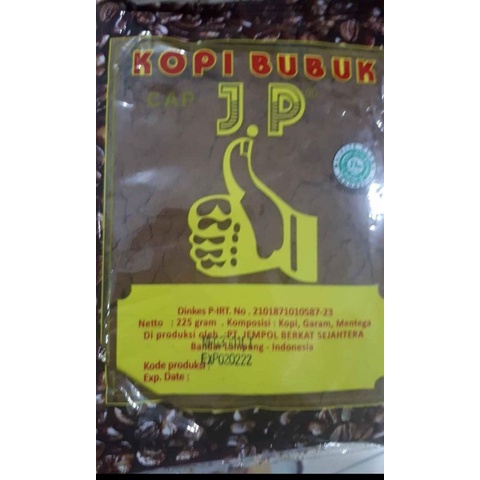 KOPI BUBUK
CAP
J.P
Dinkes P-IRT. No . 2101871010587-23
Netto : 225 gram . Komposisi : Kopi, Garam, Mentega
Di produksi oleh : PT. JEMPOL BERKAT SEJAHTERA
Bandar Lampung - Indonesia
Kode produksi :
EXP020222
Exp. Date :